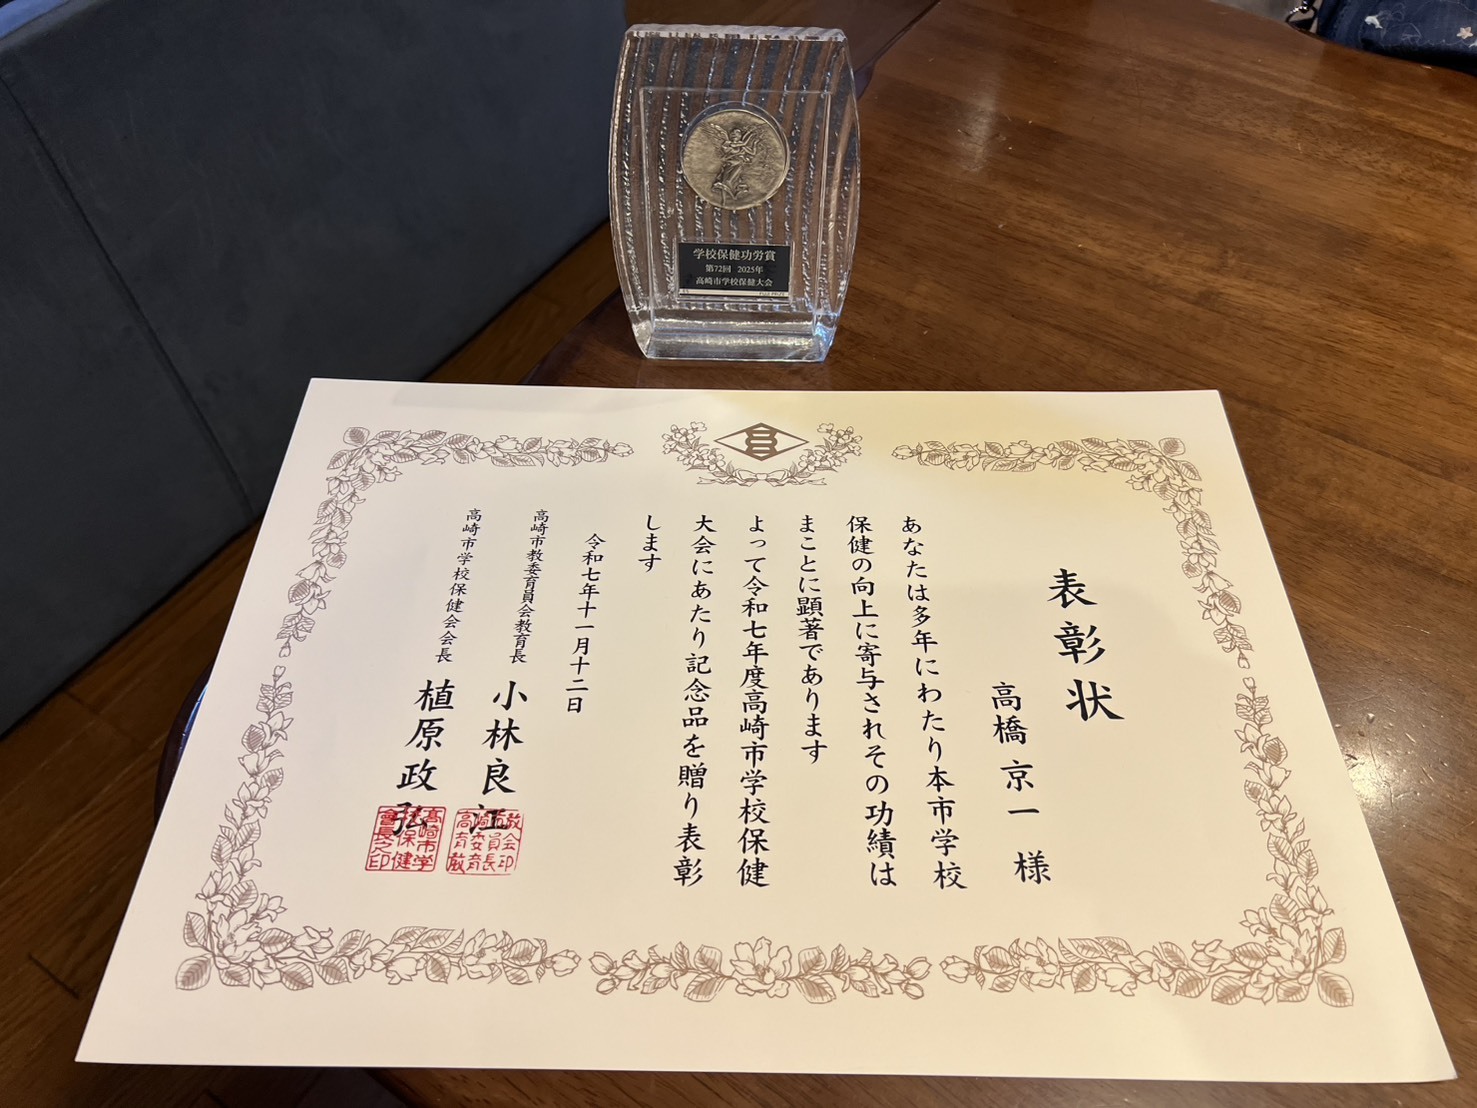 学校保健功労賞
第72回 2025年
高崎市学校保健大会
表彰状
高橋京一 様
あなたは多年にわたり本市学校
保健の向上に寄与されその功績は
まことに顕著であります
よって令和七年度高崎市学校保健
大会にあたり記念品を贈り表彰
します
令和七年十一月十二日
高崎市教育委員会教育長 小林良江
高崎市学校保健会会長 植原政弘